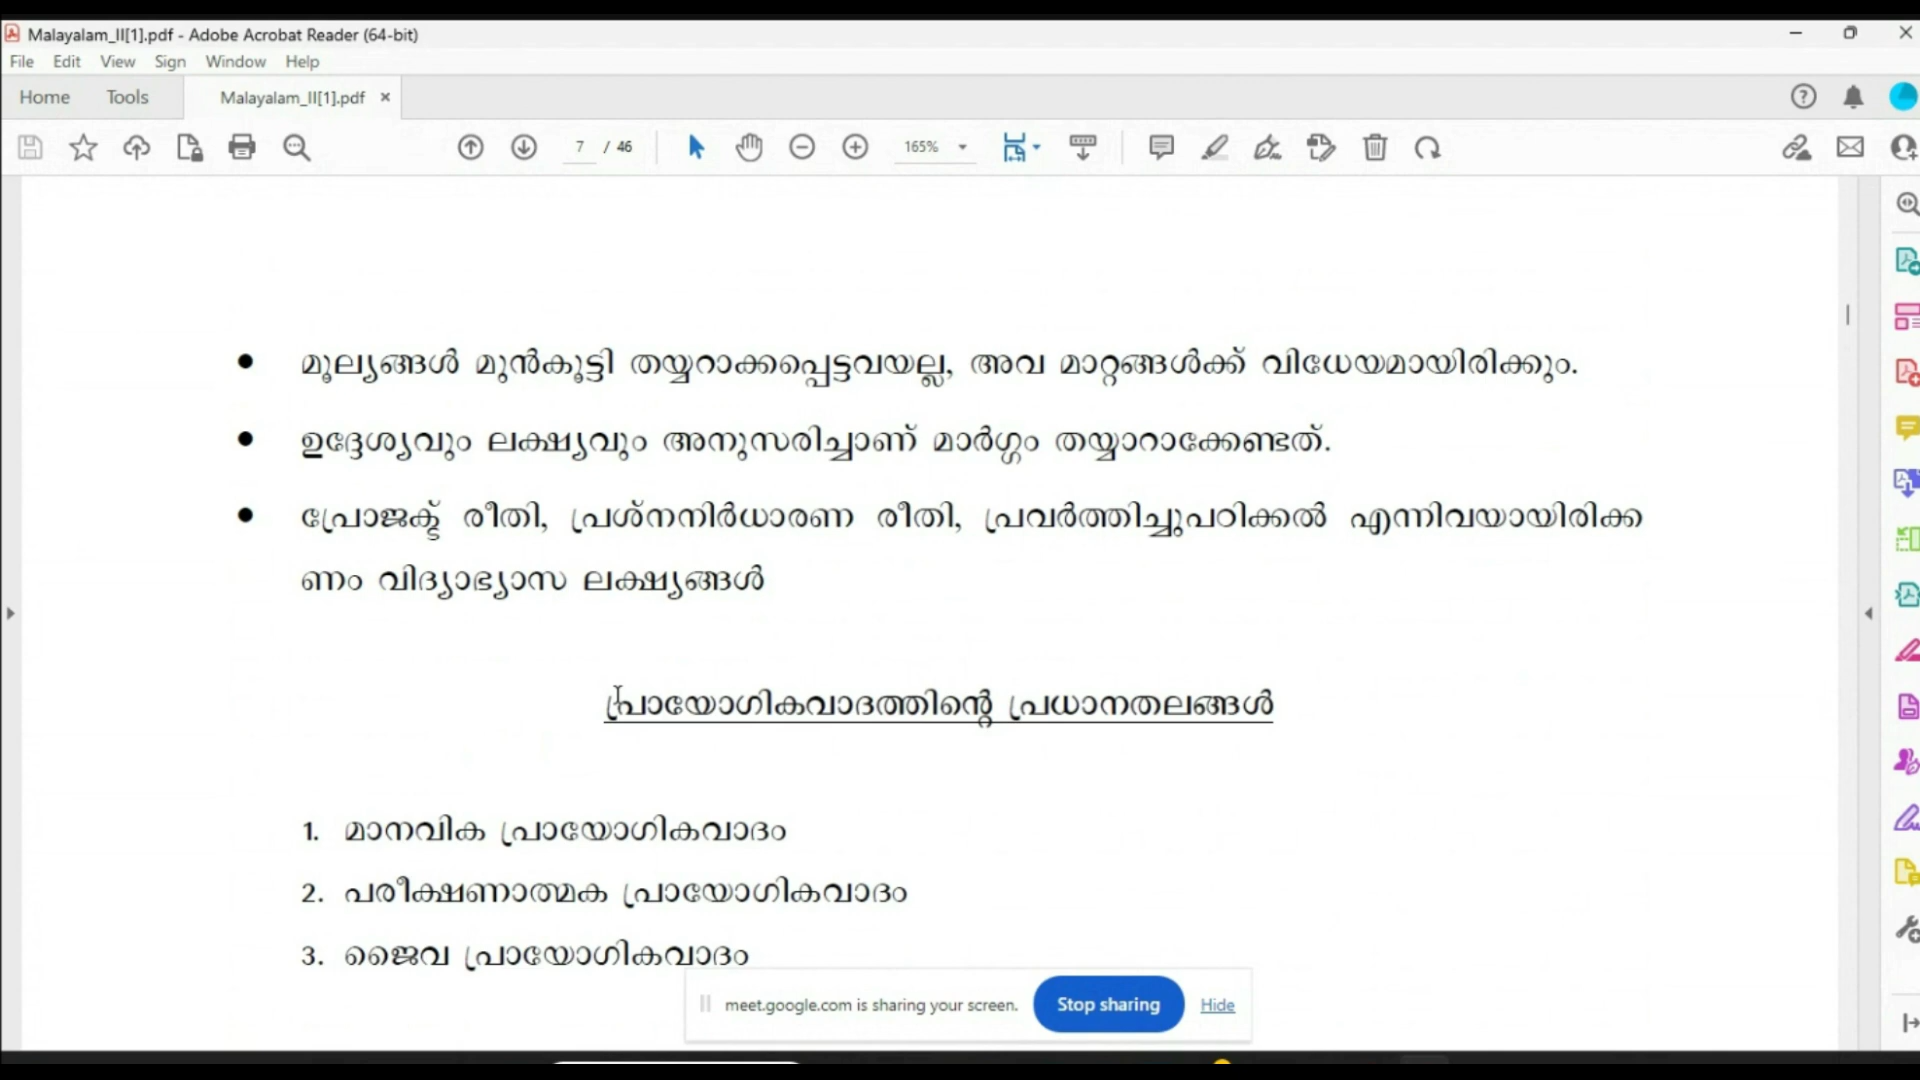 Malayalam_II[1].pdf - Adobe Acrobat Reader (64-bit)
File Edit View Sign Window Help
Home Tools Malayalam_II[1].pdf ×
7 / 46 165%
• മൂല്യങ്ങൾ മുൻകൂട്ടി തയ്യറാക്കപ്പെട്ടവയല്ല, അവ മാറ്റങ്ങൾക്ക് വിധേയമായിരിക്കും.
• ഉദ്ദേശ്യവും ലക്ഷ്യവും അനുസരിച്ചാണ് മാർഗ്ഗം തയ്യാറാക്കേണ്ടത്.
• പ്രോജക്ട് രീതി, പ്രശ്നനിർധാരണ രീതി, പ്രവർത്തിച്ചുപഠിക്കൽ എന്നിവയായിരിക്ക
ണം വിദ്യാഭ്യാസ ലക്ഷ്യങ്ങൾ
പ്രായോഗികവാദത്തിന്റെ പ്രധാനതലങ്ങൾ
1. മാനവിക പ്രായോഗികവാദം
2. പരീക്ഷണാത്മക പ്രായോഗികവാദം
3. ജൈവ പ്രായോഗികവാദം
meet.google.com is sharing your screen. Stop sharing Hide